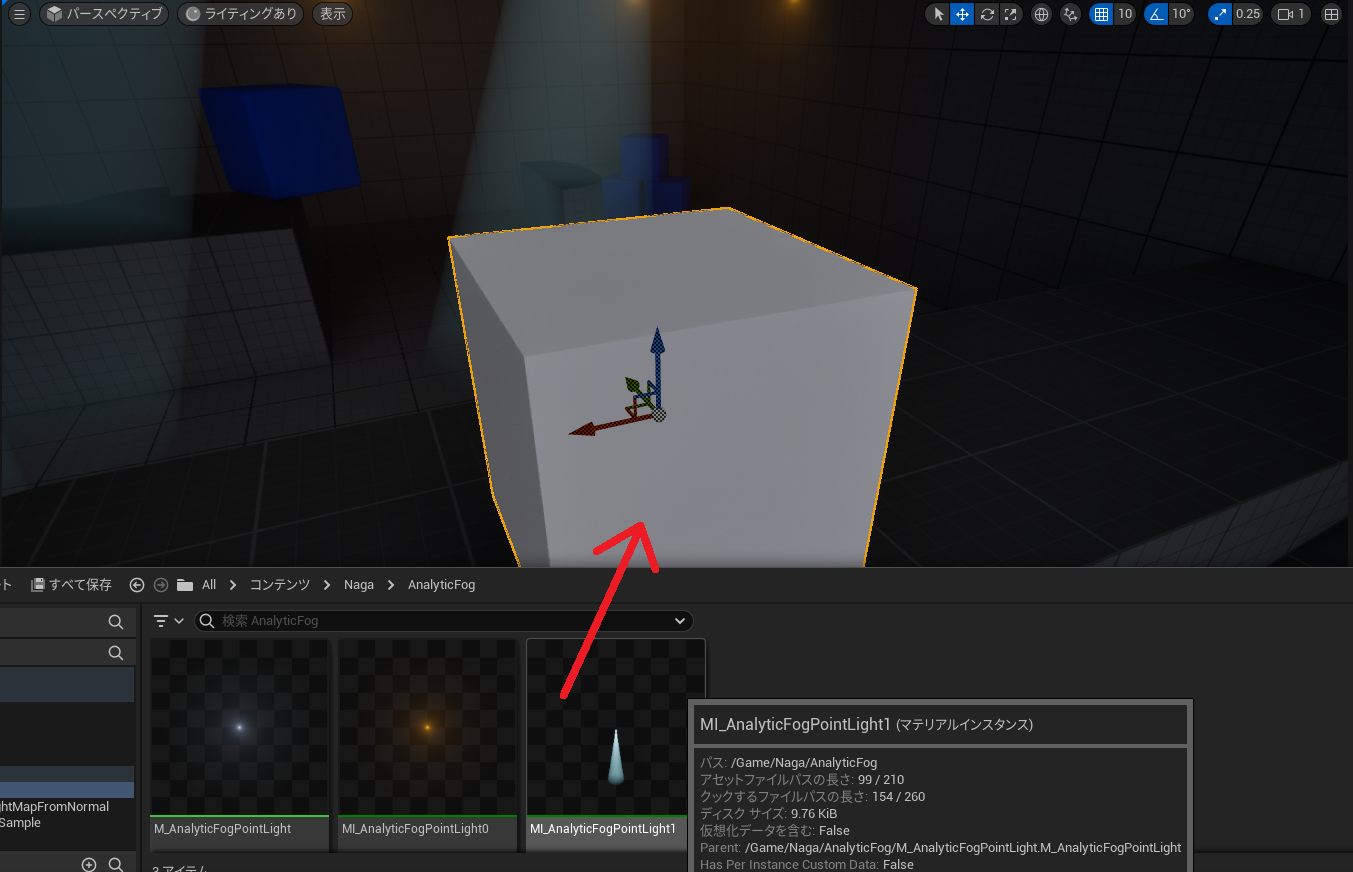 パースペクティブ ライティングあり 表示 10 10° 0.25 1
ト すべて保存 All コンテンツ Naga AnalyticFog
検索 AnalyticFog
MI_AnalyticFogPointLight1 (マテリアルインスタンス)
パス: /Game/Naga/AnalyticFog
アセットファイルパスの長さ: 99 / 210
クックするファイルパスの長さ: 154 / 260
ディスク サイズ: 9.76 KiB
仮想化データを含む: False
Parent: /Game/Naga/AnalyticFog/M_AnalyticFogPointLight.M_AnalyticFogPointLight
Has Per Instance Custom Data: False
htMapFromNormal
Sample
M_AnalyticFogPointLight MI_AnalyticFogPointLight0 MI_AnalyticFogPointLight1
3 アイテム